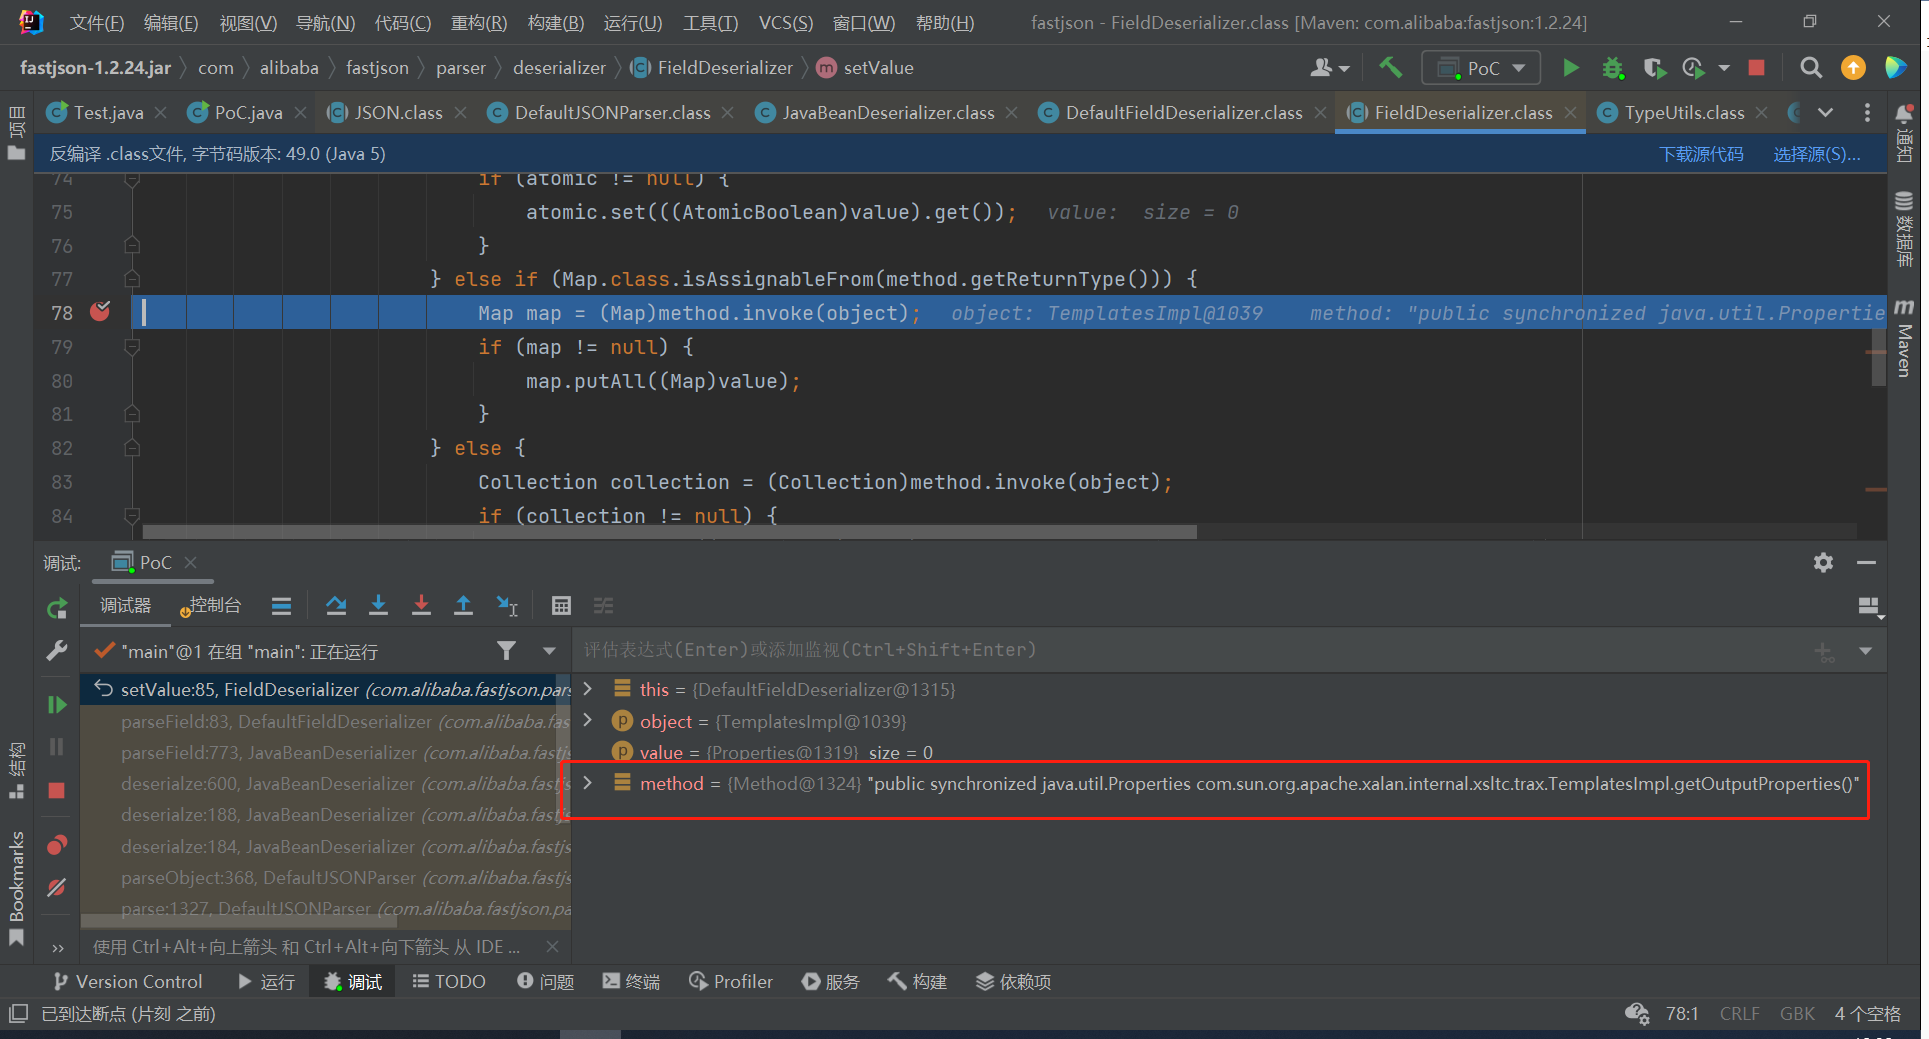 文件(F) 编辑(E) 视图(V) 导航(N) 代码(C) 重构(R) 构建(B) 运行(U) 工具(T) VCS(S) 窗口(W) 帮助(H) fastjson - FieldDeserializer.class [Maven: com.alibaba:fastjson:1.2.24]
fastjson-1.2.24.jar com alibaba fastjson parser deserializer FieldDeserializer setValue PoC
项目 Test.java PoC.java JSON.class DefaultJSONParser.class JavaBeanDeserializer.class DefaultFieldDeserializer.class FieldDeserializer.class TypeUtils.class 通知
反编译 .class文件, 字节码版本: 49.0 (Java 5) 下载源代码 选择源(S)...
74 if (atomic != null) {
75 atomic.set(((AtomicBoolean)value).get()); value: size = 0
76 }
77 } else if (Map.class.isAssignableFrom(method.getReturnType())) {
78 Map map = (Map)method.invoke(object); object: TemplatesImpl@1039 method: "public synchronized java.util.Propertie
79 if (map != null) {
80 map.putAll((Map)value);
81 }
82 } else {
83 Collection collection = (Collection)method.invoke(object);
84 if (collection != null) {
数据库
Maven
调试: PoC
调试器 控制台
"main"@1 在组 "main": 正在运行 评估表达式(Enter)或添加监视(Ctrl+Shift+Enter)
setValue:85, FieldDeserializer (com.alibaba.fastjson.pars
parseField:83, DefaultFieldDeserializer (com.alibaba.fas
parseField:773, JavaBeanDeserializer (com.alibaba.fastj
deserialze:600, JavaBeanDeserializer (com.alibaba.fastj
deserialze:188, JavaBeanDeserializer (com.alibaba.fastj
deserialze:184, JavaBeanDeserializer (com.alibaba.fastj
parseObject:368, DefaultJSONParser (com.alibaba.fastjs
parse:1327, DefaultJSONParser (com.alibaba.fastjson.pa
this = {DefaultFieldDeserializer@1315}
object = {TemplatesImpl@1039}
value = {Properties@1319} size = 0
method = {Method@1324} "public synchronized java.util.Properties com.sun.org.apache.xalan.internal.xsltc.trax.TemplatesImpl.getOutputProperties()"
结构
Bookmarks
使用 Ctrl+Alt+向上箭头 和 Ctrl+Alt+向下箭头 从 IDE ...
Version Control 运行 调试 TODO 问题 终端 Profiler 服务 构建 依赖项
已到达断点 (片刻 之前) 78:1 CRLF GBK 4 个空格